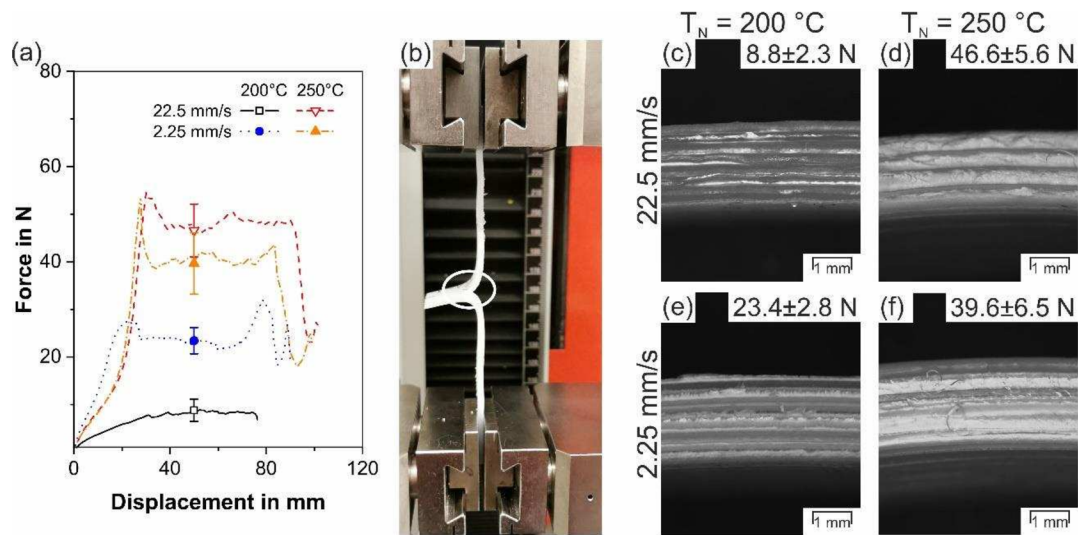 T_N = 200 °C
T_N = 250 °C
(a)
(b)
(c)
8.8±2.3 N
(d)
46.6±5.6 N
80
60
40
20
0
40
80
120
Force in N
Displacement in mm
200°C
250°C
22.5 mm/s
2.25 mm/s
22.5 mm/s
1 mm
1 mm
(e)
23.4±2.8 N
(f)
39.6±6.5 N
2.25 mm/s
1 mm
1 mm